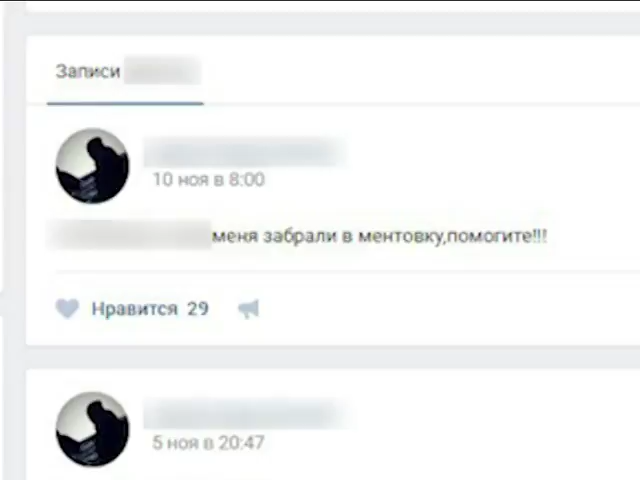 Записи
10 ноя в 8:00
меня забрали в ментовку,помогите!!!
Нравится 29
5 ноя в 20:47